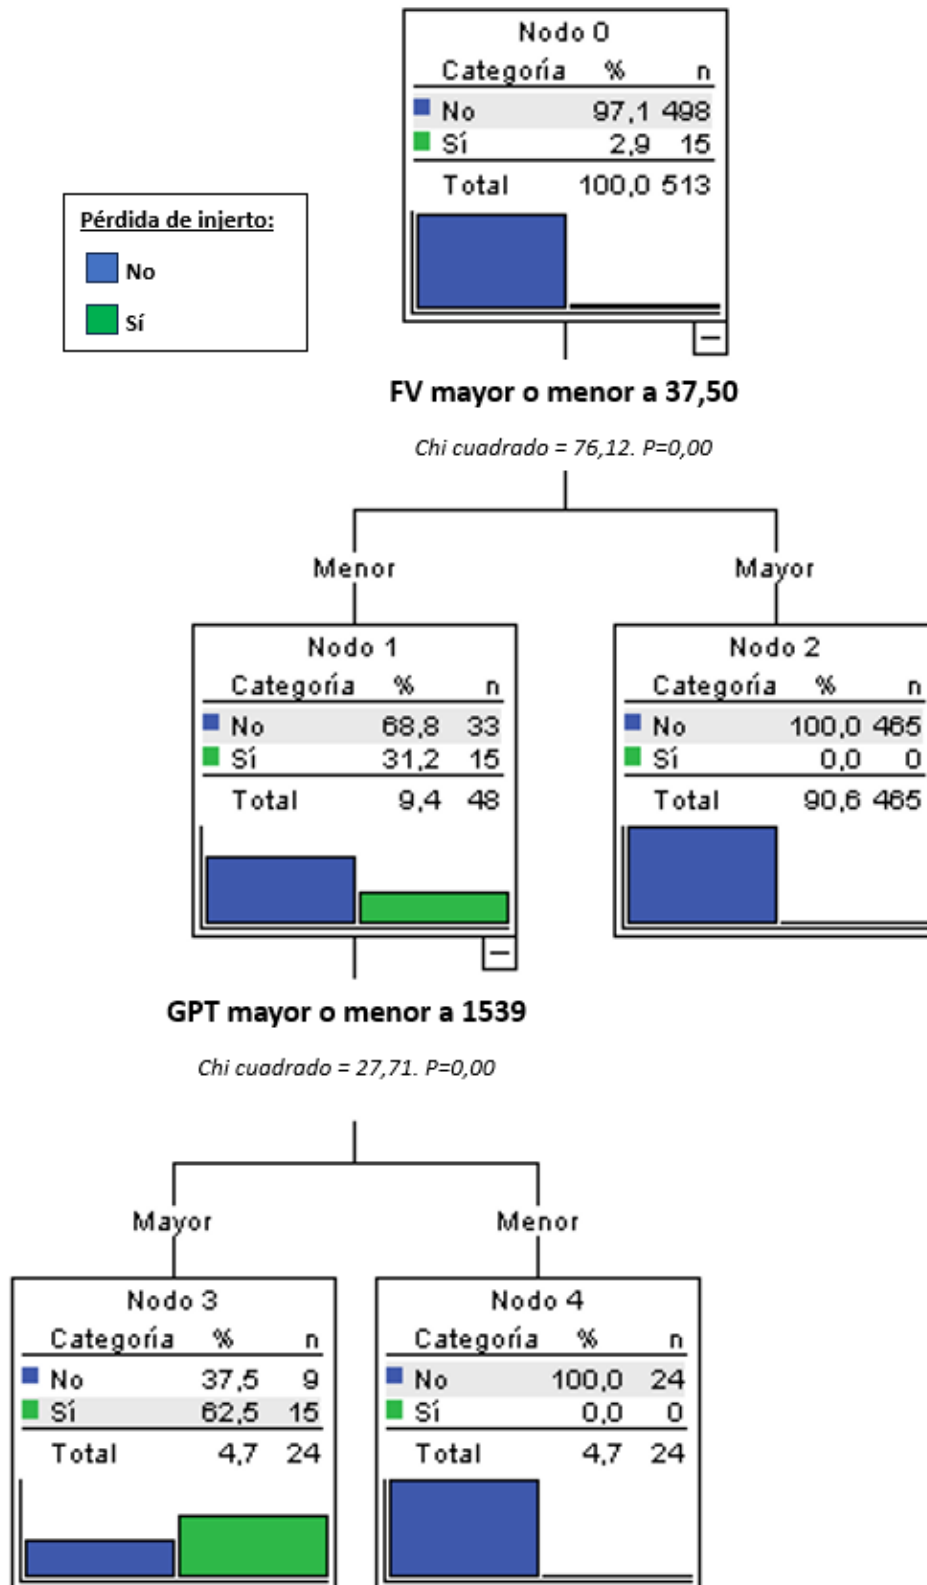 Nodo 0
Categoría % n
No 97,1 498
Sí 2,9 15
Total 100,0 513
Pérdida de injerto:
No
Sí
FV mayor o menor a 37,50
Chi cuadrado = 76,12. P=0,00
Menor
Mayor
Nodo 1
Categoría % n
No 68,8 33
Sí 31,2 15
Total 9,4 48
Nodo 2
Categoría % n
No 100,0 465
Sí 0,0 0
Total 90,6 465
GPT mayor o menor a 1539
Chi cuadrado = 27,71. P=0,00
Mayor
Menor
Nodo 3
Categoría % n
No 37,5 9
Sí 62,5 15
Total 4,7 24
Nodo 4
Categoría % n
No 100,0 24
Sí 0,0 0
Total 4,7 24